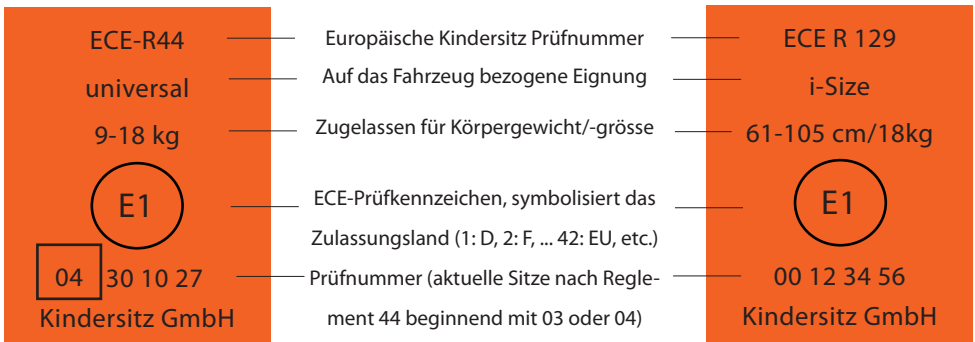 ECE-R44
universal
9-18 kg
E1
04 30 10 27
Kindersitz GmbH
Europäische Kindersitz Prüfnummer
Auf das Fahrzeug bezogene Eignung
Zugelassen für Körpergewicht/-grösse
ECE-Prüfkennzeichen, symbolisiert das
Zulassungsland (1: D, 2: F, ... 42: EU, etc.)
Prüfnummer (aktuelle Sitze nach Regle-
ment 44 beginnend mit 03 oder 04)
ECE R 129
i-Size
61-105 cm/18kg
E1
00 12 34 56
Kindersitz GmbH